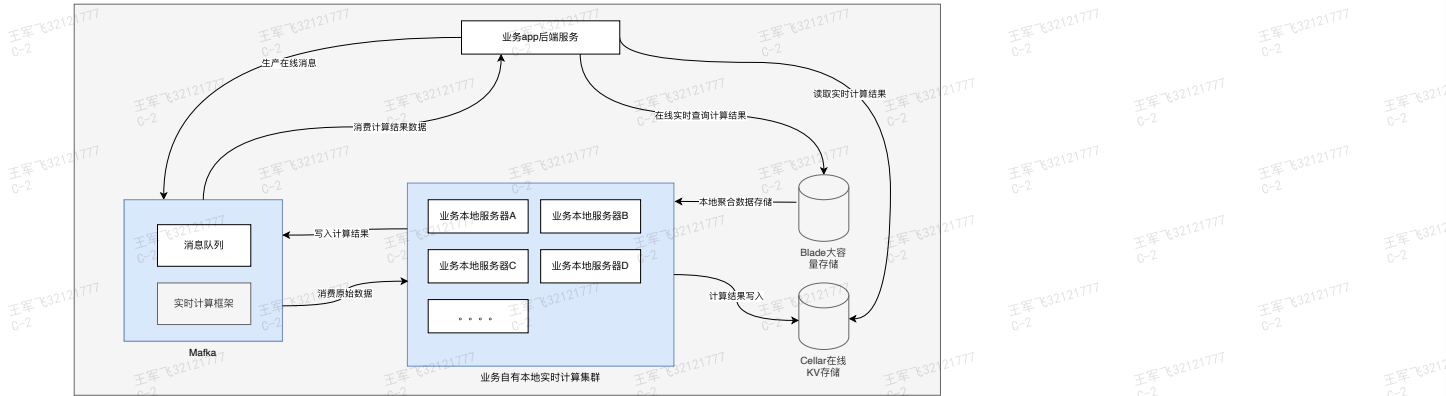 业务app后端服务
生产在线消息
读取实时计算结果
在线实时查询计算结果
消费计算结果数据
本地聚合数据存储
业务本地服务器A
业务本地服务器B
写入计算结果
消息队列
Blade大容
量存储
业务本地服务器C
业务本地服务器D
消费原始数据
计算结果写入
实时计算框架
。。。。
Mafka
Cellar在线
KV存储
业务自有本地实时计算集群
王军飞32121777
C-2